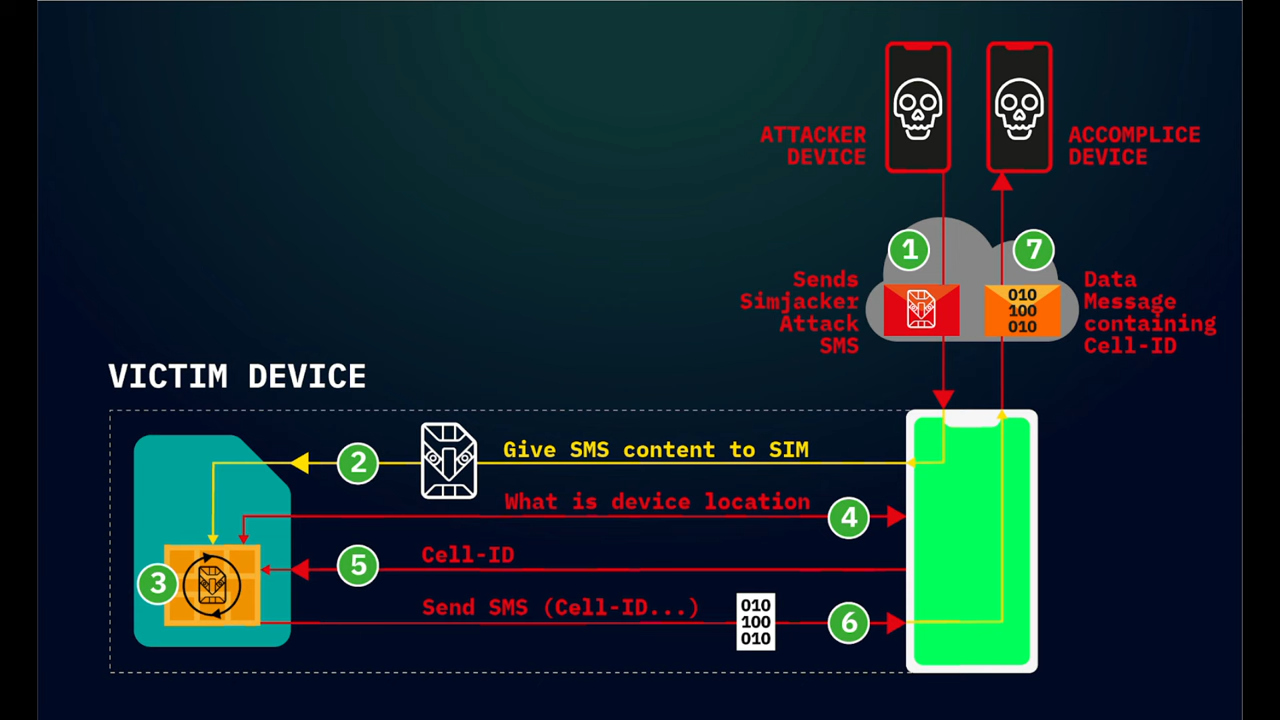 ATTACKER
DEVICE
ACCOMPLICE
DEVICE
1
7
Sends
Simjacker
Attack
SMS
010
100
010
Data
Message
containing
Cell-ID
VICTIM DEVICE
2
Give SMS content to SIM
What is device location
4
Cell-ID
5
3
Send SMS (Cell-ID...)
010
100
010
6